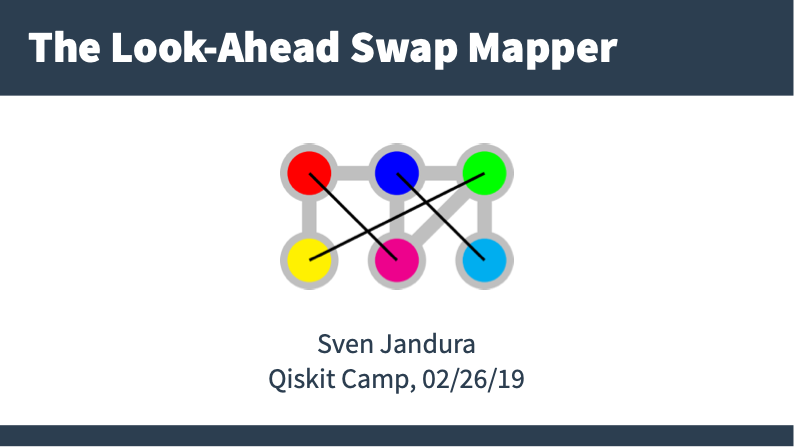 The Look-Ahead Swap Mapper
Sven Jandura
Qiskit Camp, 02/26/19